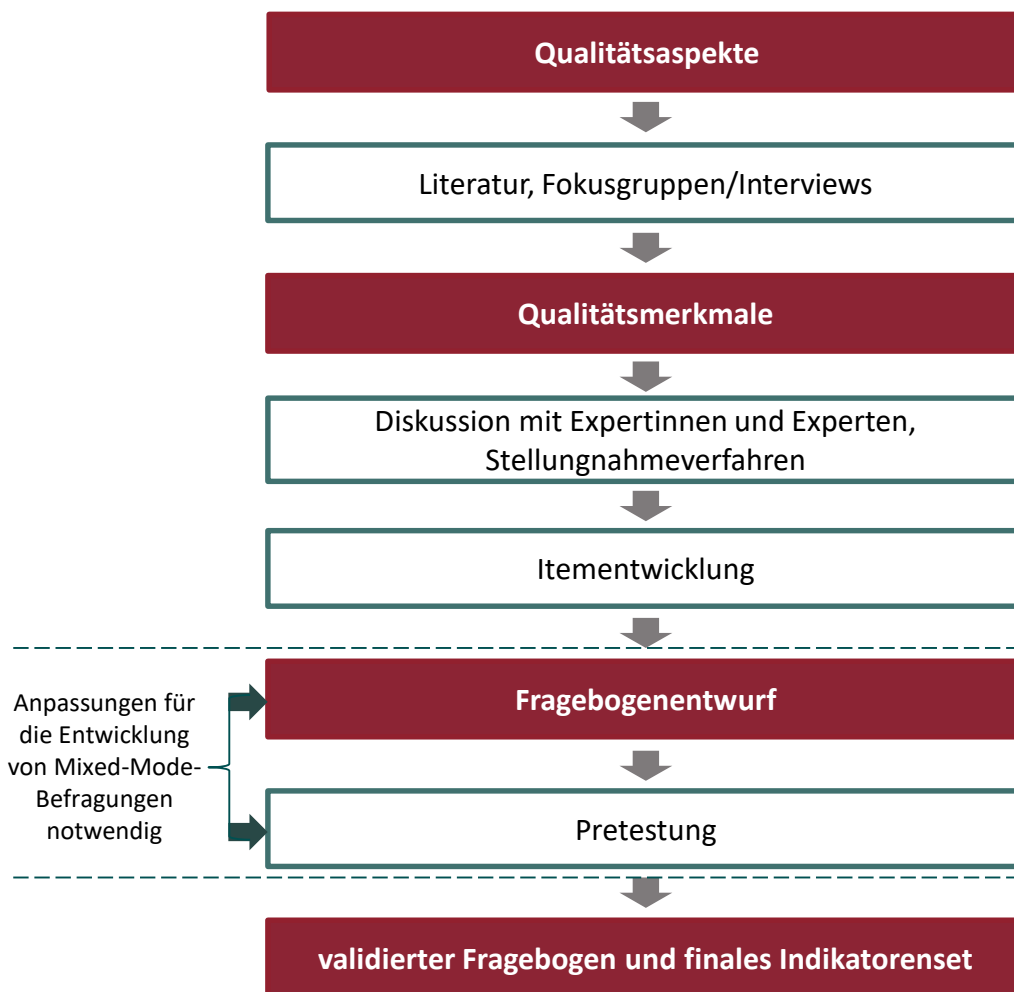 Qualitätsaspekte
Literatur, Fokusgruppen/Interviews
Qualitätsmerkmale
Diskussion mit Expertinnen und Experten,
Stellungnahmeverfahren
Itementwicklung
Fragebogenentwurf
Anpassungen für
die Entwicklung
von Mixed-Mode-
Befragungen
notwendig
Pretestung
validierter Fragebogen und finales Indikatorenset